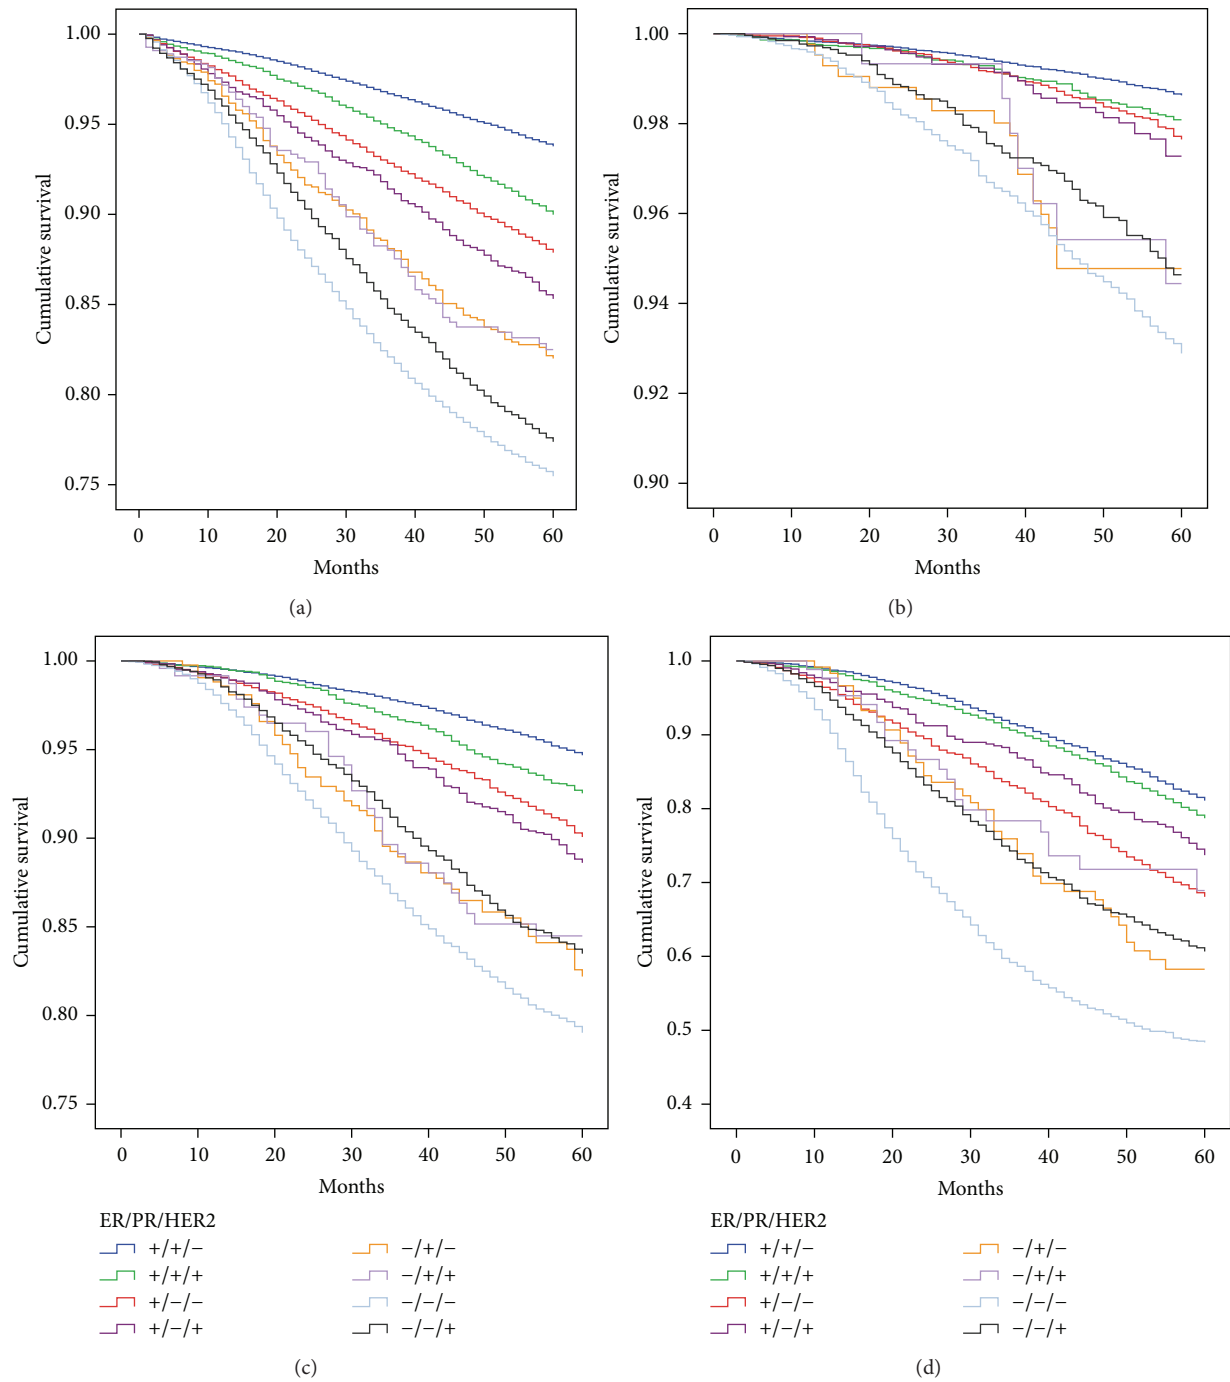 1.00
0.95
0.90
0.85
0.80
0.75
Cumulative survival
0 10 20 30 40 50 60
Months
(a)
1.00
0.98
0.96
0.94
0.92
0.90
Cumulative survival
0 10 20 30 40 50 60
Months
(b)
1.00
0.95
0.90
0.85
0.80
0.75
Cumulative survival
0 10 20 30 40 50 60
Months
ER/PR/HER2
+/+/−
+/+/+
+/−/−
+/−/+
−/+/−
−/+/+
−/−/−
−/−/+
(c)
1.0
0.9
0.8
0.7
0.6
0.5
0.4
Cumulative survival
0 10 20 30 40 50 60
Months
ER/PR/HER2
+/+/−
+/+/+
+/−/−
+/−/+
−/+/−
−/+/+
−/−/−
−/−/+
(d)